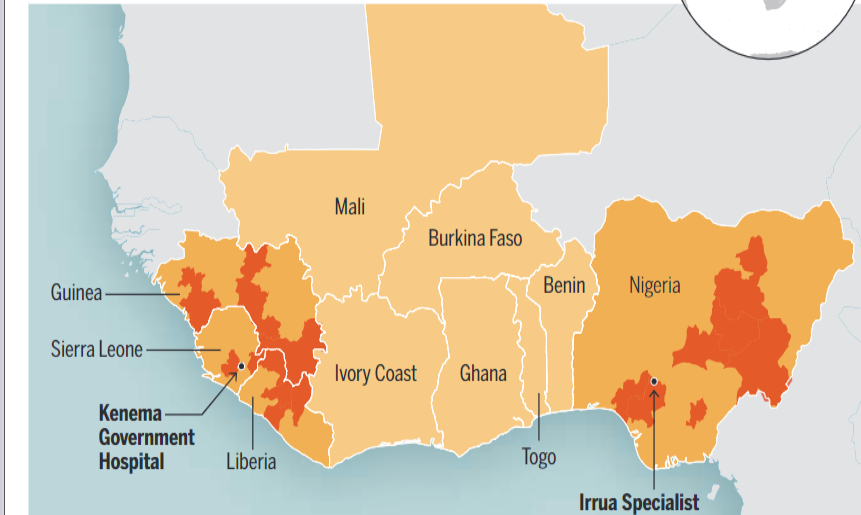 Mali
Burkina Faso
Benin
Nigeria
Guinea
Sierra Leone
Ivory Coast
Ghana
Kenema
Government
Hospital
Liberia
Togo
Irrua Specialist